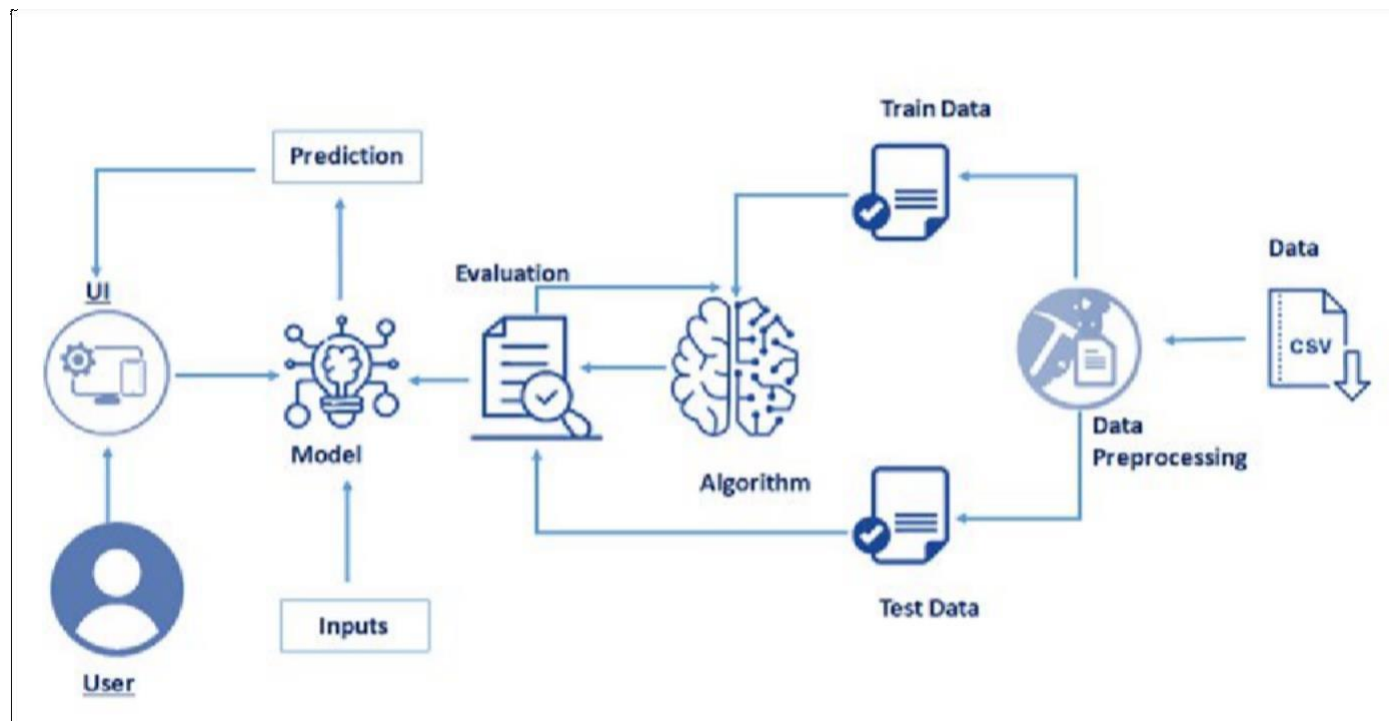 Train Data
Prediction
Data
Evaluation
UI
CSV
Data
Preprocessing
Model
Algorithm
Test Data
Inputs
User